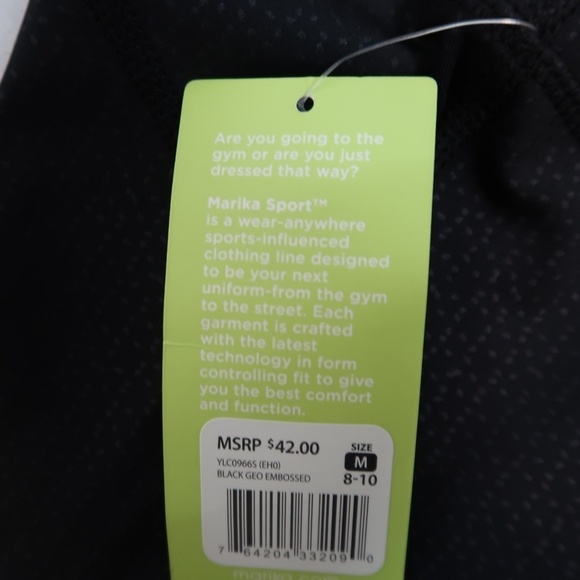 Are you going to the
gym or are you just
dressed that way?
Marika Sport™
is a wear-anywhere
sports-influenced
clothing line designed
to be your next
uniform-from the gym
to the street. Each
garment is crafted
with the latest
technology in form
controlling fit to give
you the best comfort
and function.
MSRP $42.00
SIZE
M
8-10
YLC0966S (EH0)
BLACK GEO EMBOSSED
7 64204 33209 0
marika.com